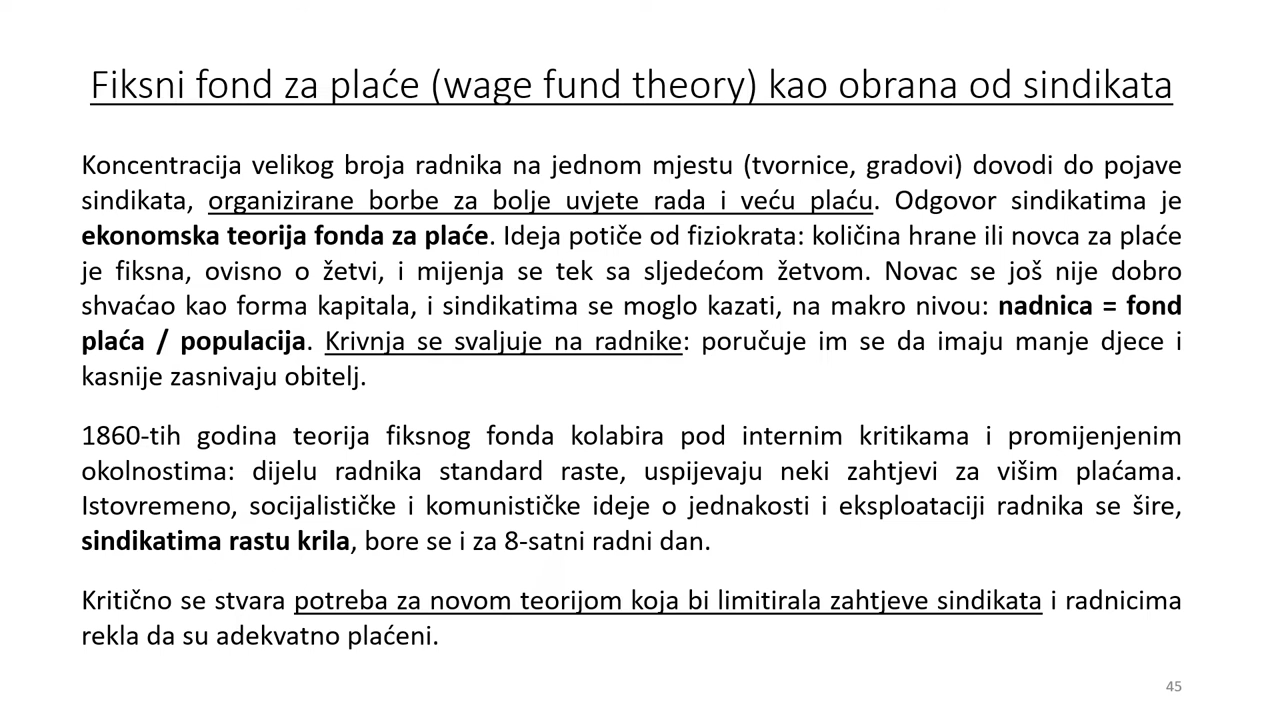 Fiksni fond za plaće (wage fund theory) kao obrana od sindikata
Koncentracija velikog broja radnika na jednom mjestu (tvornice, gradovi) dovodi do pojave
sindikata, organizirane borbe za bolje uvjete rada i veću plaću. Odgovor sindikatima je
ekonomska teorija fonda za plaće. Ideja potiče od fiziokrata: količina hrane ili novca za plaće
je fiksna, ovisno o žetvi, i mijenja se tek sa sljedećom žetvom. Novac se još nije dobro
shvaćao kao forma kapitala, i sindikatima se moglo kazati, na makro nivou: nadnica = fond
plaća / populacija. Krivnja se svaljuje na radnike: poručuje im se da imaju manje djece i
kasnije zasnivaju obitelj.
1860-tih godina teorija fiksnog fonda kolabira pod internim kritikama i promijenjenim
okolnostima: dijelu radnika standard raste, uspijevaju neki zahtjevi za višim plaćama.
Istovremeno, socijalističke i komunističke ideje o jednakosti i eksploataciji radnika se šire,
sindikatima rastu krila, bore se i za 8-satni radni dan.
Kritično se stvara potreba za novom teorijom koja bi limitirala zahtjeve sindikata i radnicima
rekla da su adekvatno plaćeni.
45